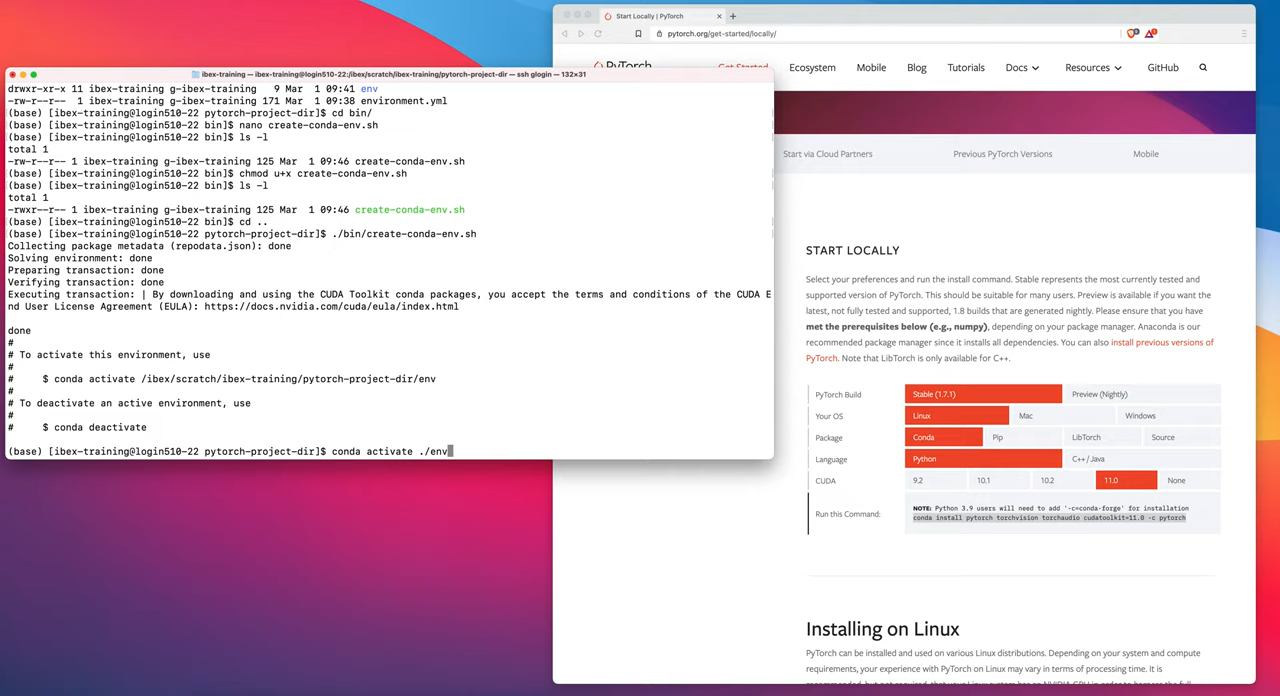 ibex-training — ibex-training@login510-22:/ibex/scratch/ibex-training/pytorch-project-dir — ssh glogin — 132×31
drwxr-xr-x 11 ibex-training g-ibex-training   9 Mar  1 09:41 env
-rw-r--r--  1 ibex-training g-ibex-training 171 Mar  1 09:38 environment.yml
(base) [ibex-training@login510-22 pytorch-project-dir]$ cd bin/
(base) [ibex-training@login510-22 bin]$ nano create-conda-env.sh
(base) [ibex-training@login510-22 bin]$ ls -l
total 1
-rw-r--r-- 1 ibex-training g-ibex-training 125 Mar  1 09:46 create-conda-env.sh
(base) [ibex-training@login510-22 bin]$ chmod u+x create-conda-env.sh
(base) [ibex-training@login510-22 bin]$ ls -l
total 1
-rwxr--r-- 1 ibex-training g-ibex-training 125 Mar  1 09:46 create-conda-env.sh
(base) [ibex-training@login510-22 bin]$ cd ..
(base) [ibex-training@login510-22 pytorch-project-dir]$ ./bin/create-conda-env.sh
Collecting package metadata (repodata.json): done
Solving environment: done
Preparing transaction: done
Verifying transaction: done
Executing transaction: | By downloading and using the CUDA Toolkit conda packages, you accept the terms and conditions of the CUDA E
nd User License Agreement (EULA): https://docs.nvidia.com/cuda/eula/index.html
done
#
# To activate this environment, use
#
#     $ conda activate /ibex/scratch/ibex-training/pytorch-project-dir/env
#
# To deactivate an active environment, use
#
#     $ conda deactivate
(base) [ibex-training@login510-22 pytorch-project-dir]$ conda activate ./env
Start Locally | PyTorch
pytorch.org/get-started/locally/
PyTorch Get Started Ecosystem Mobile Blog Tutorials Docs Resources GitHub
Start via Cloud Partners Previous PyTorch Versions Mobile
START LOCALLY
Select your preferences and run the install command. Stable represents the most currently tested and
supported version of PyTorch. This should be suitable for many users. Preview is available if you want the
latest, not fully tested and supported, 1.8 builds that are generated nightly. Please ensure that you have
met the prerequisites below (e.g., numpy), depending on your package manager. Anaconda is our
recommended package manager since it installs all dependencies. You can also install previous versions of
PyTorch. Note that LibTorch is only available for C++.
PyTorch Build Stable (1.7.1) Preview (Nightly)
Your OS Linux Mac Windows
Package Conda Pip LibTorch Source
Language Python C++ / Java
CUDA 9.2 10.1 10.2 11.0 None
NOTE: Python 3.9 users will need to add '-c=conda-forge' for installation
Run this Command:
conda install pytorch torchvision torchaudio cudatoolkit=11.0 -c pytorch
Installing on Linux
PyTorch can be installed and used on various Linux distributions. Depending on your system and compute
requirements, your experience with PyTorch on Linux may vary in terms of processing time. It is